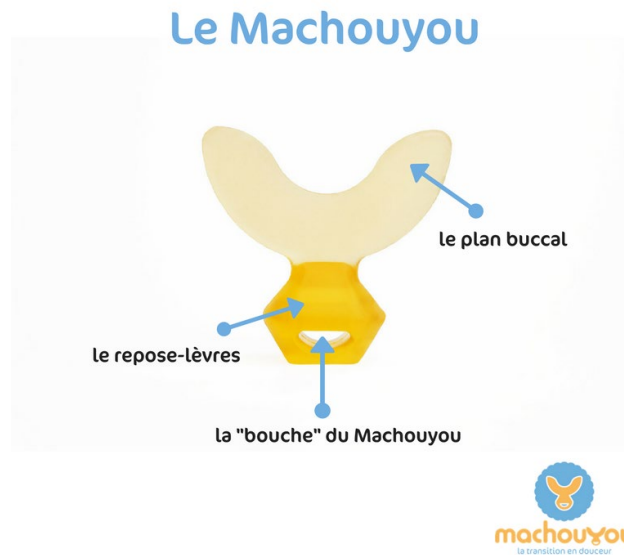 Le Machouyou
le plan buccal
le repose-lèvres
la "bouche" du Machouyou
machouyou
la transition en douceur